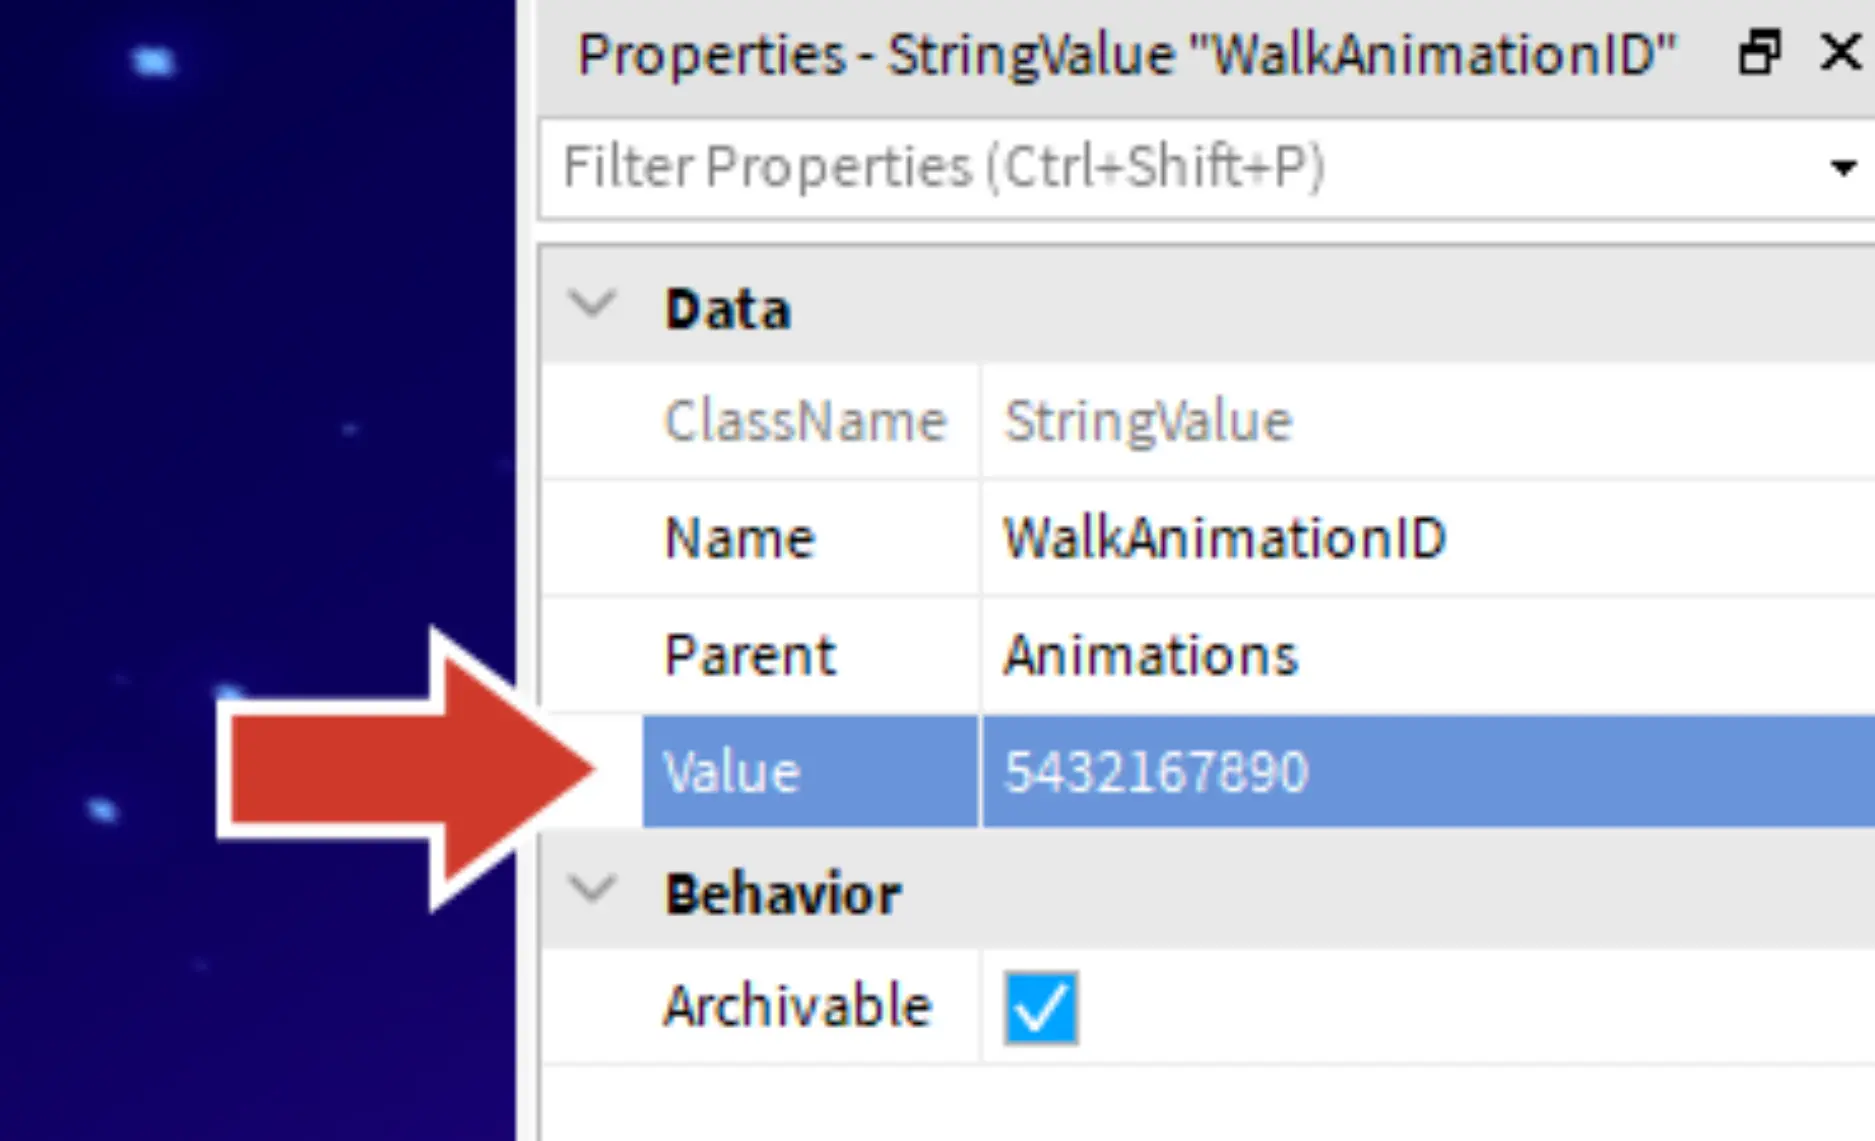 Properties - StringValue "WalkAnimationID"
Filter Properties (Ctrl+Shift+P)
Data
ClassName StringValue
Name WalkAnimationID
Parent Animations
Value 5432167890
Behavior
Archivable